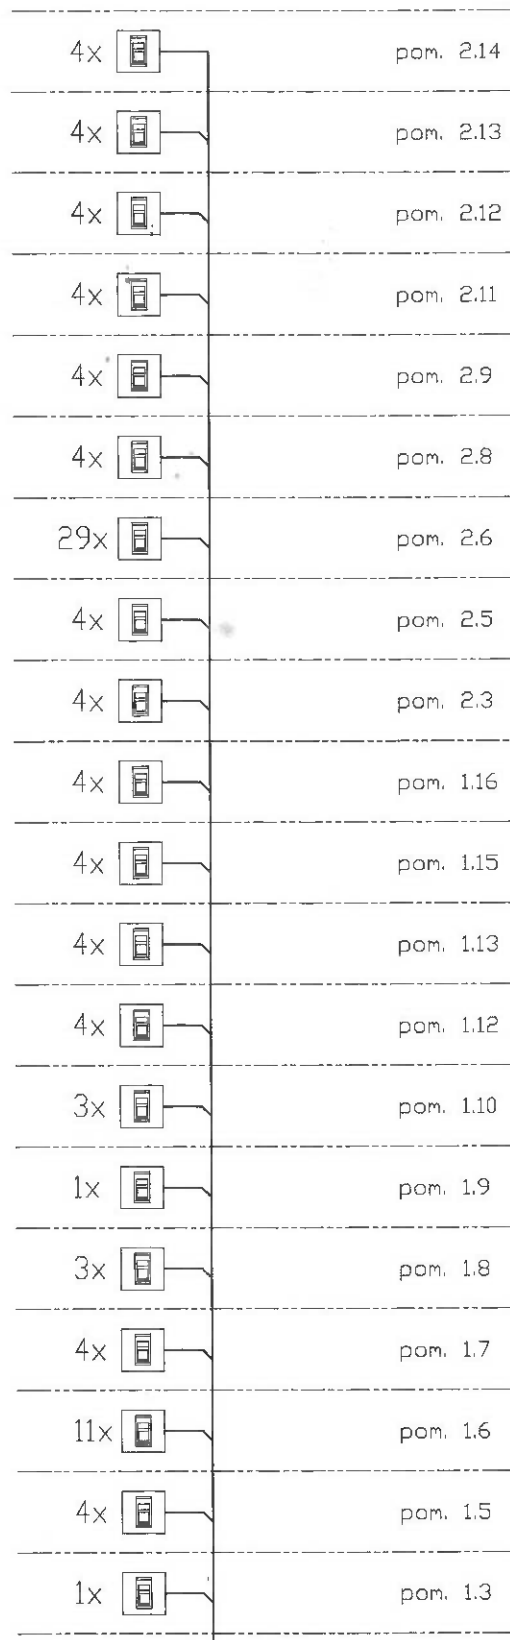 4x pom. 2.14
4x pom. 2.13
4x pom. 2.12
4x pom. 2.11
4x pom. 2.9
4x pom. 2.8
29x pom. 2.6
4x pom. 2.5
4x pom. 2.3
4x pom. 1.16
4x pom. 1.15
4x pom. 1.13
4x pom. 1.12
3x pom. 1.10
1x pom. 1.9
3x pom. 1.8
4x pom. 1.7
11x pom. 1.6
4x pom. 1.5
1x pom. 1.3